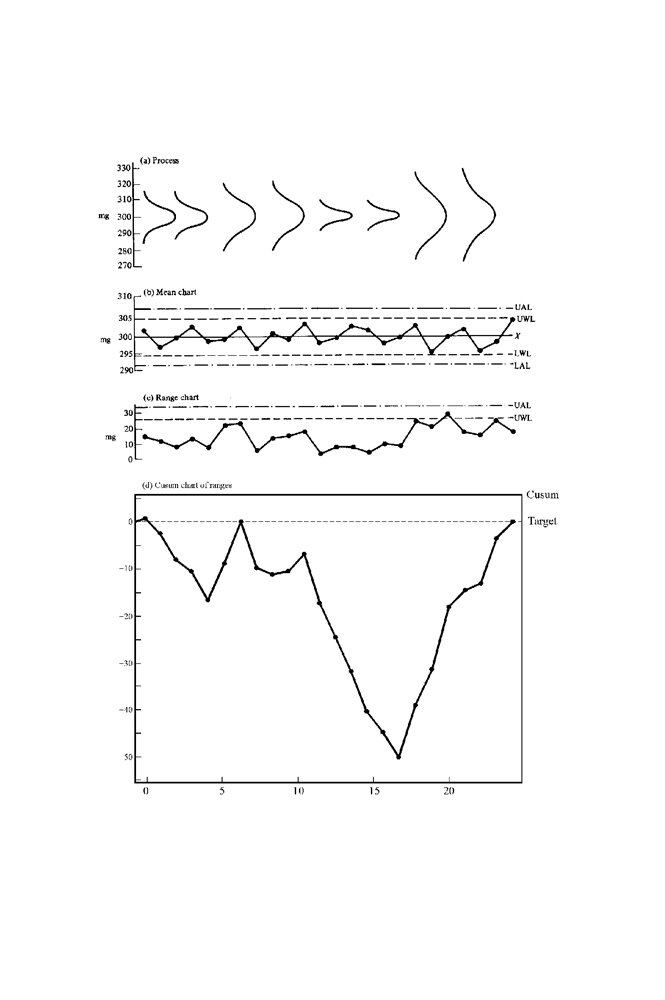 (a) Process
330
320
310
mg 300
290
280
270
(b) Mean chart
310
UAL
305
UWL
mg 300
X
295
LWL
290
LAL
(c) Range chart
UAL
30
UWL
20
mg
10
0
(d) Cusum chart of ranges
Cusum
0
Target
−10
−20
−30
−40
50
0 5 10 15 20